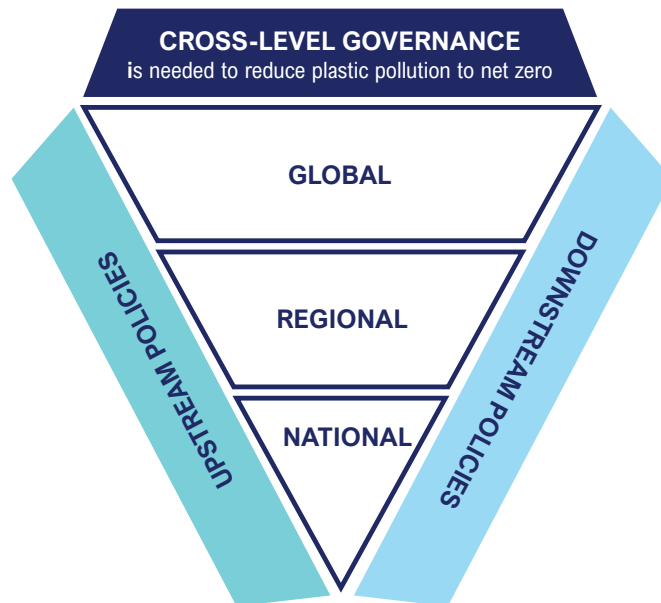 CROSS-LEVEL GOVERNANCE
is needed to reduce plastic pollution to net zero
GLOBAL
UPSTREAM POLICIES
DOWNSTREAM POLICIES
REGIONAL
NATIONAL